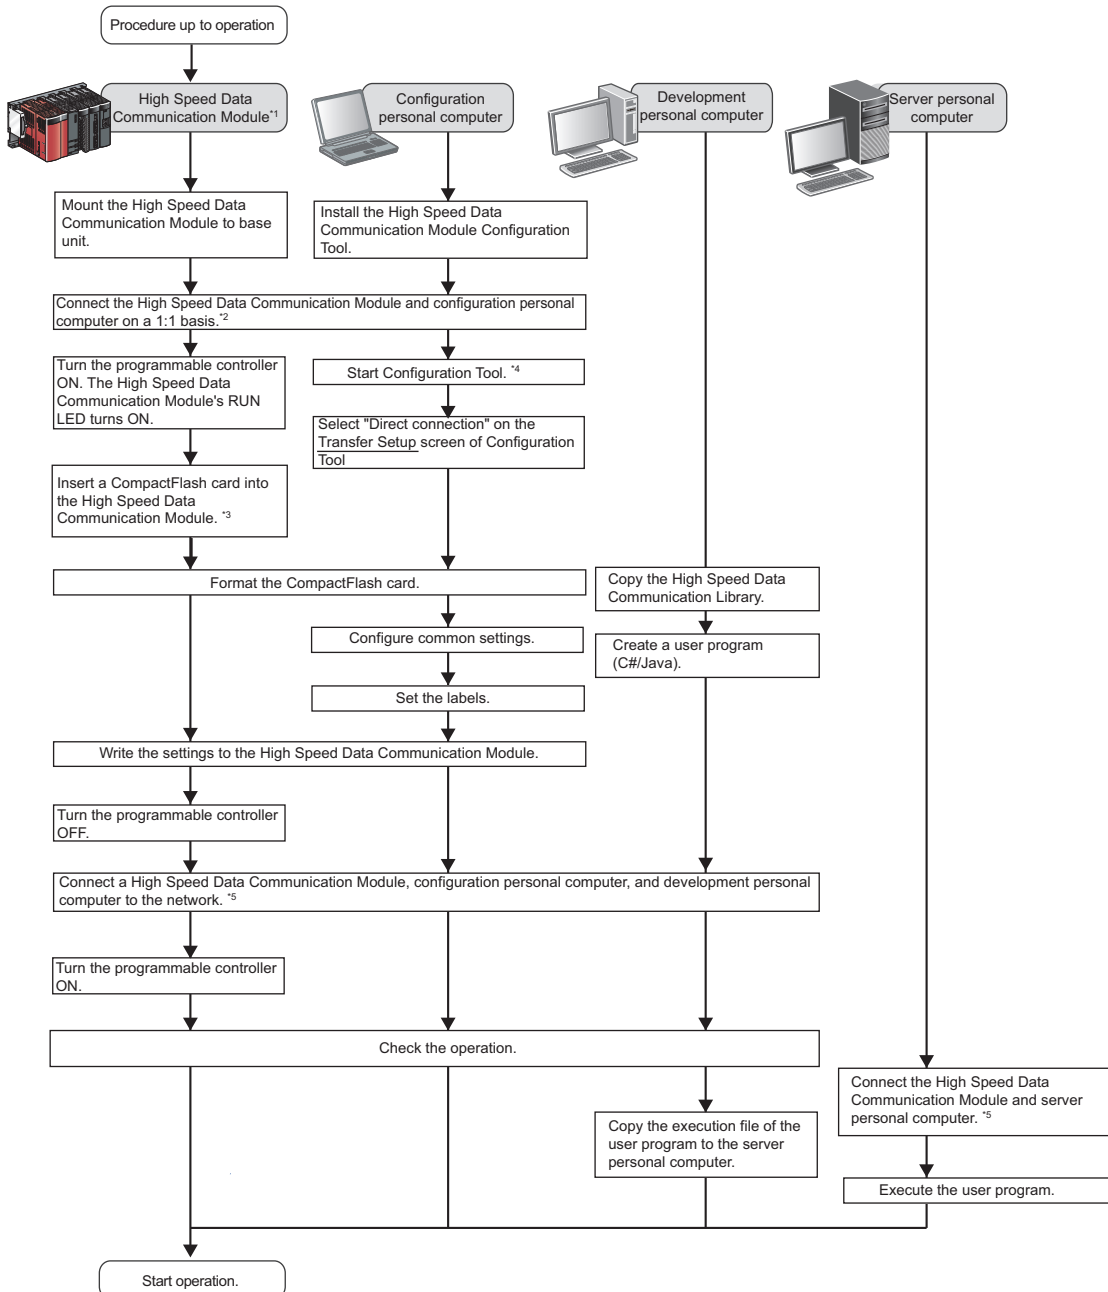 Procedure up to operation
High Speed Data
Communication Module*1
Configuration
personal computer
Development
personal computer
Server personal
computer
Mount the High Speed Data
Communication Module to base
unit.
Install the High Speed Data
Communication Module Configuration
Tool.
Connect the High Speed Data Communication Module and configuration personal
computer on a 1:1 basis.*2
Turn the programmable controller
ON. The High Speed Data
Communication Module's RUN
LED turns ON.
Start Configuration Tool. *4
Select "Direct connection" on the
Transfer Setup screen of Configuration
Tool
Insert a CompactFlash card into
the High Speed Data
Communication Module. *3
Format the CompactFlash card.
Copy the High Speed Data
Communication Library.
Configure common settings.
Create a user program
(C#/Java).
Set the labels.
Write the settings to the High Speed Data Communication Module.
Turn the programmable controller
OFF.
Connect a High Speed Data Communication Module, configuration personal computer, and development personal
computer to the network. *5
Turn the programmable controller
ON.
Check the operation.
Connect the High Speed Data
Communication Module and server
personal computer. *5
Copy the execution file of the
user program to the server
personal computer.
Execute the user program.
Start operation.